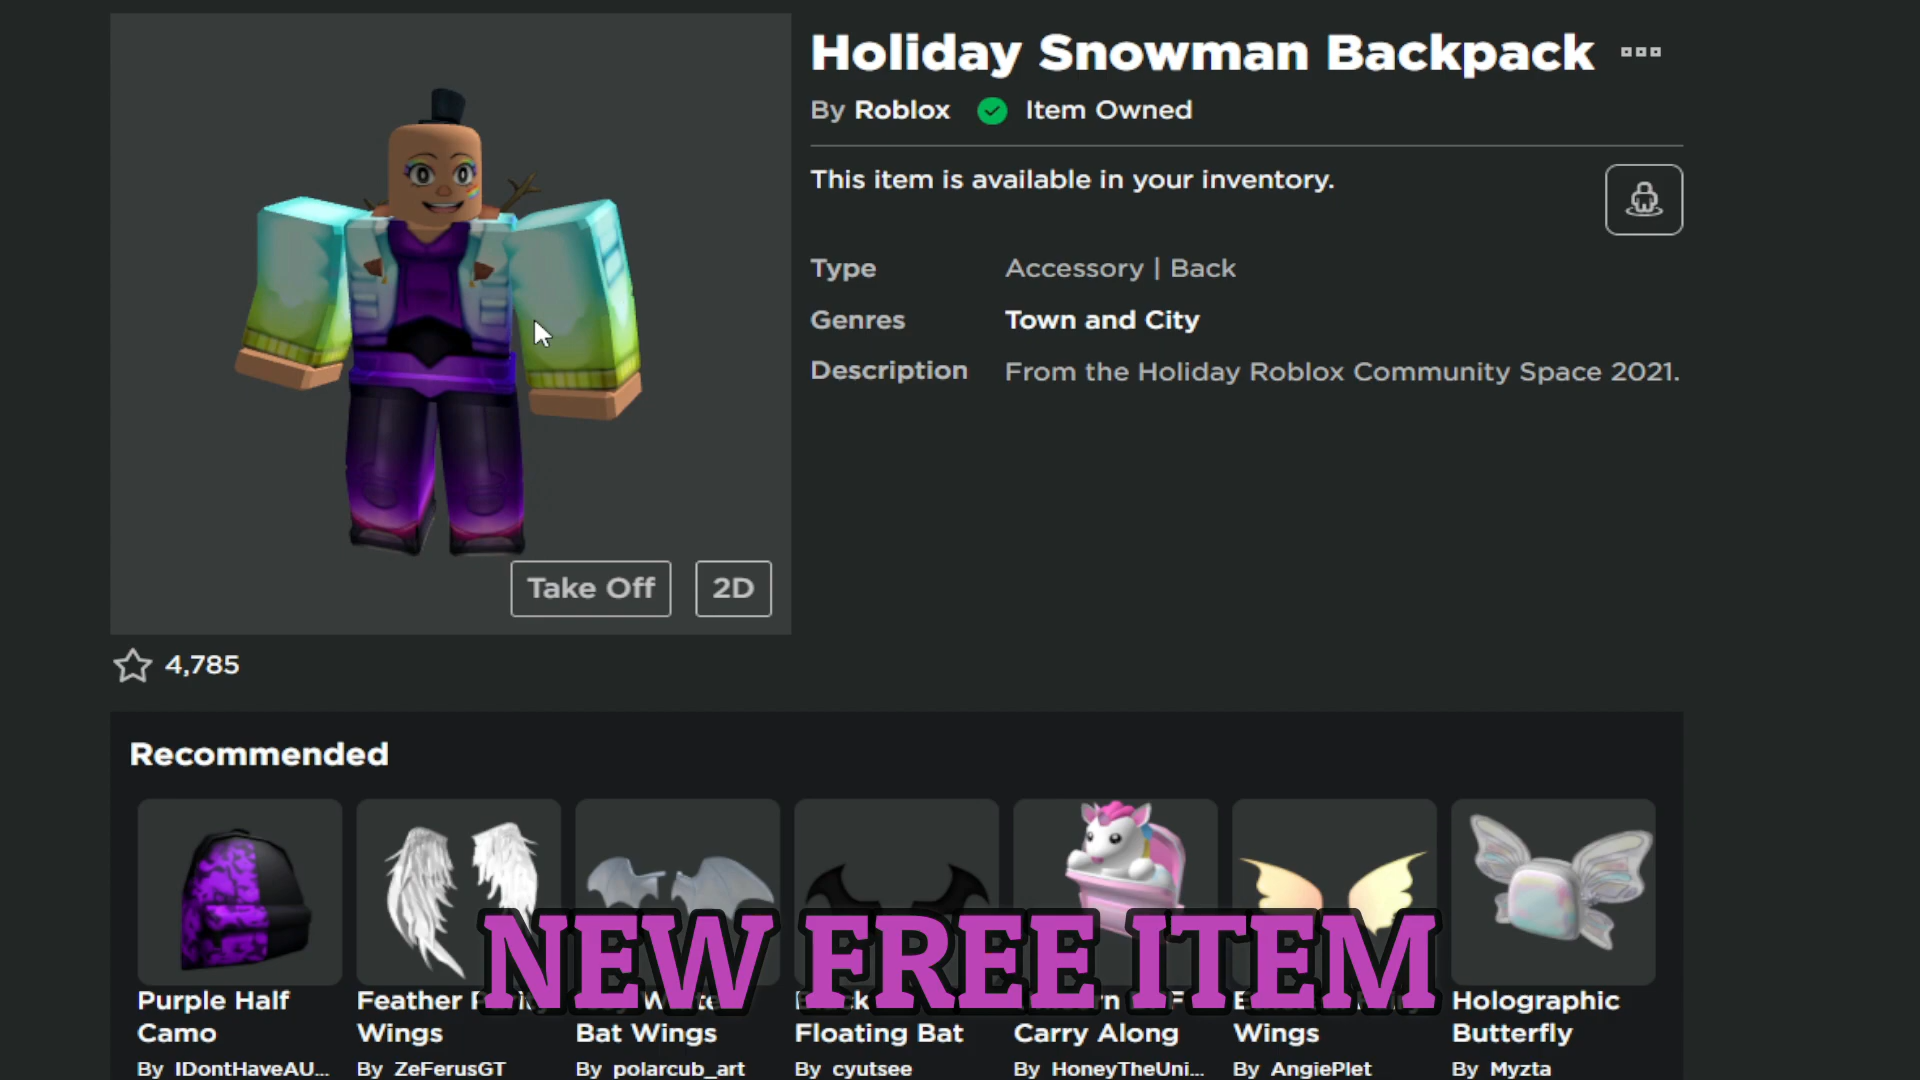 Holiday Snowman Backpack
By Roblox Item Owned
This item is available in your inventory.
Type Accessory | Back
Genres Town and City
Description From the Holiday Roblox Community Space 2021.
Take Off 2D
4,785
Recommended
NEW FREE ITEM
Purple Half
Camo
By IDontHaveAU...
Feather
Wings
By ZeFerusGT
Bat Wings
By polarcub_art
Floating Bat
By cyutsee
Carry Along
By HoneyTheUni...
Wings
By AngiePlet
Holographic
Butterfly
By Myzta